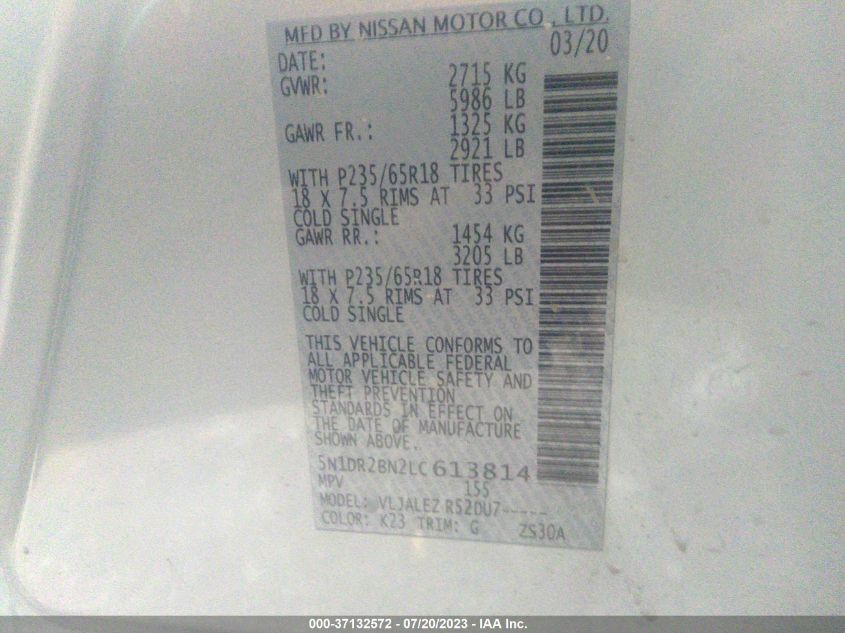 MFD BY NISSAN MOTOR CO., LTD.
DATE: 03/20
GVWR: 2715 KG
5986 LB
GAWR FR.: 1325 KG
2921 LB
WITH P235/65R18 TIRES
18 X 7.5 RIMS AT 33 PSI
COLD SINGLE
GAWR RR.: 1454 KG
3205 LB
WITH P235/65R18 TIRES
18 X 7.5 RIMS AT 33 PSI
COLD SINGLE
THIS VEHICLE CONFORMS TO
ALL APPLICABLE FEDERAL
MOTOR VEHICLE SAFETY AND
THEFT PREVENTION
STANDARDS IN EFFECT ON
THE DATE OF MANUFACTURE
SHOWN ABOVE.
5N1DR2BN2LC613814
MPV 155
MODEL: VLJALEZ R52DU7-----
COLOR: K23 TRIM: G ZS30A
000-37132572 - 07/20/2023 - IAA Inc.